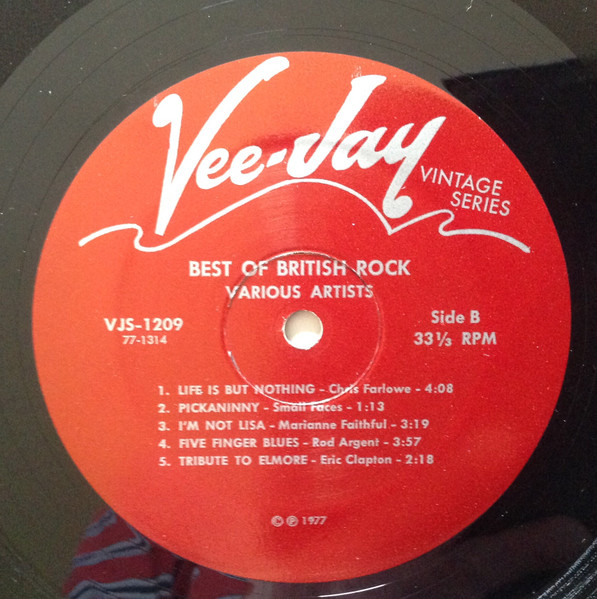 Vee-Jay
VINTAGE
SERIES
BEST OF BRITISH ROCK
VARIOUS ARTISTS
VJS-1209
77-1314
Side B
33 1/3 RPM
1. LIFE IS BUT NOTHING – Chris Farlowe – 4:08
2. PICKANINNY – Small Faces – 1:13
3. I'M NOT LISA – Marianne Faithful – 3:19
4. FIVE FINGER BLUES – Rod Argent – 3:57
5. TRIBUTE TO ELMORE – Eric Clapton – 2:18
© ℗ 1977